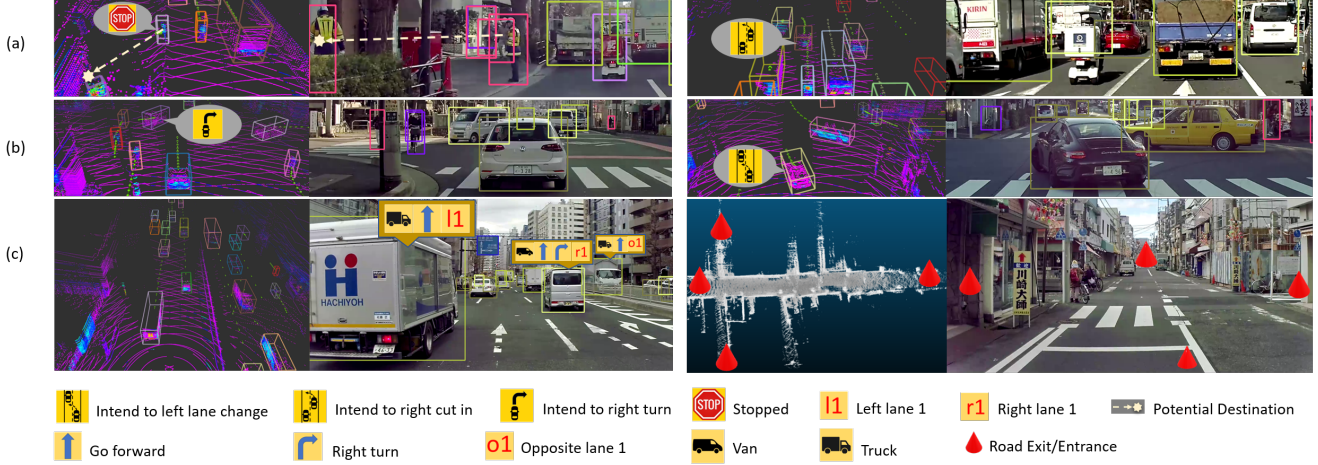 (a)
STOP
KIRIN
(b)
(c)
l1
r1
o1
HACHIYOH
川崎大師
Intend to left lane change
Intend to right cut in
Intend to right turn
STOP
Stopped
l1
Left lane 1
r1
Right lane 1
Potential Destination
Go forward
Right turn
o1
Opposite lane 1
Van
Truck
Road Exit/Entrance